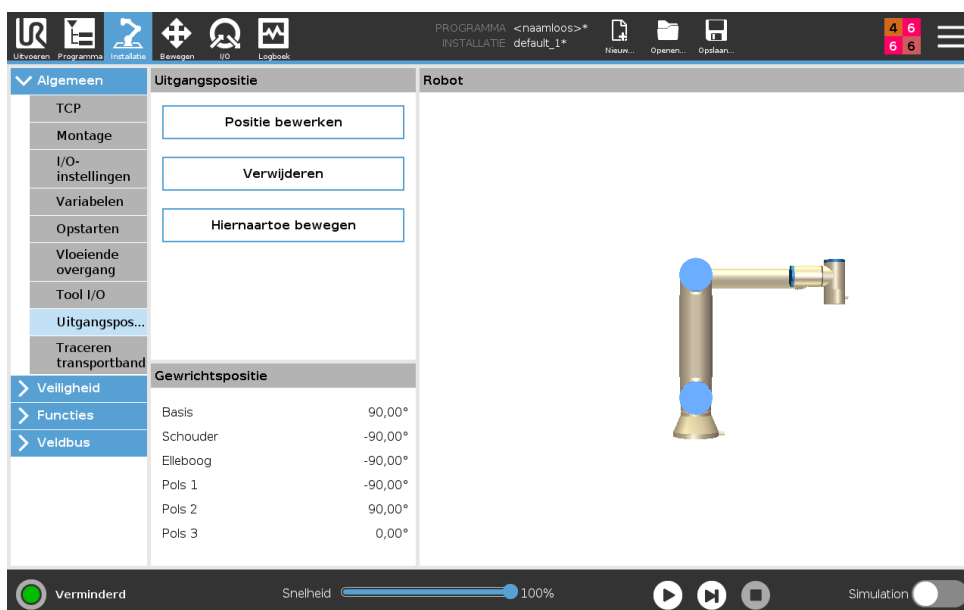 PROGRAMMA <naamloos>*
INSTALLATIE default_1*
4 6
6 6
Uitvoeren Programma Installatie Bewegen I/O Logboek Nieuw... Openen... Opslaan...
Algemeen
TCP
Montage
I/O-
instellingen
Variabelen
Opstarten
Vloeiende
overgang
Tool I/O
Uitgangspos...
Traceren
transportband
Veiligheid
Functies
Veldbus
Uitgangspositie
Positie bewerken
Verwijderen
Hiernaartoe bewegen
Gewrichtspositie
Basis 90,00°
Schouder -90,00°
Elleboog -90,00°
Pols 1 -90,00°
Pols 2 90,00°
Pols 3 0,00°
Robot
Verminderd Snelheid 100% Simulation